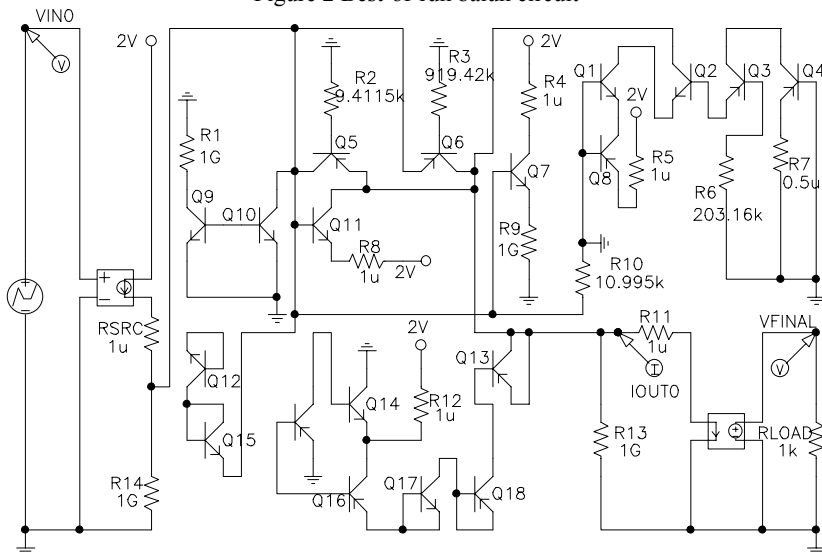 Figure 2 Best-of-run balun circuit
VIN0
V
2V
R1
1G
Q9
Q10
R2
9.4115k
Q5
R3
919.42k
Q6
2V
R4
1u
Q7
R9
1G
Q11
R8
1u
2V
Q1
Q8
2V
R5
1u
Q2
Q3
Q4
R6
203.16k
R7
0.5u
R10
10.995k
RSRC
1u
R14
1G
Q12
Q15
2V
Q14
R12
1u
Q16
Q17
Q18
Q13
R11
1u
I
IOUT0
R13
1G
VFINAL
V
RLOAD
1k